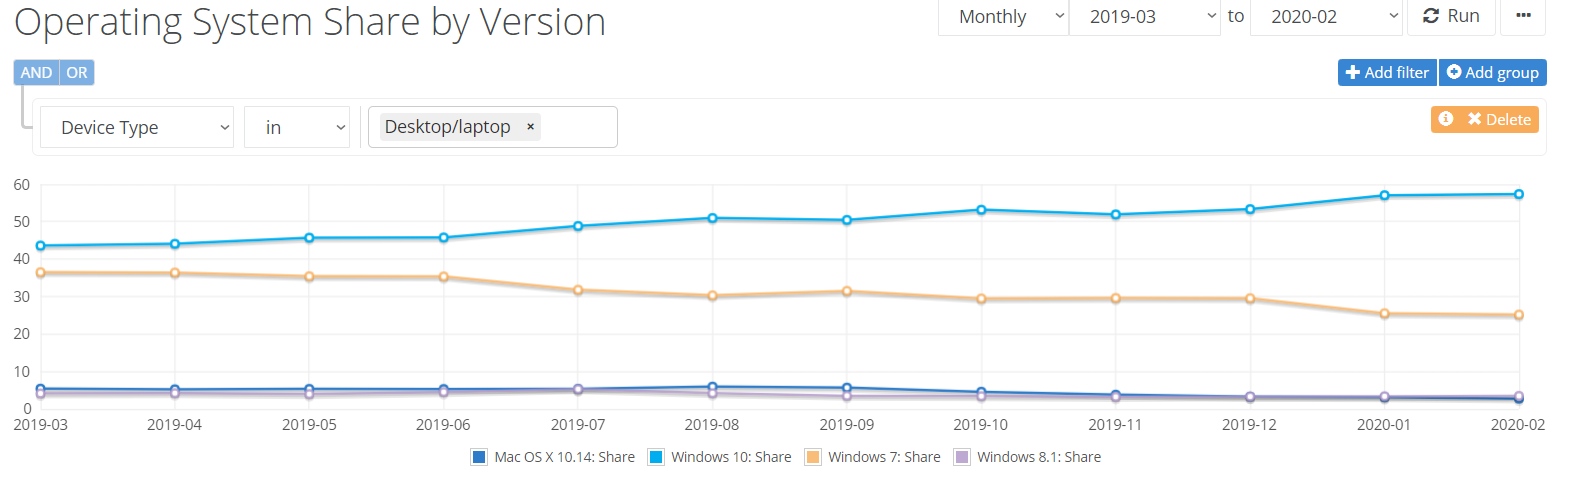 Operating System Share by Version
Monthly 2019-03 to 2020-02 Run ...
AND OR
Add filter Add group
Device Type in Desktop/laptop × Delete
60
50
40
30
20
10
0
2019-03 2019-04 2019-05 2019-06 2019-07 2019-08 2019-09 2019-10 2019-11 2019-12 2020-01 2020-02
Mac OS X 10.14: Share Windows 10: Share Windows 7: Share Windows 8.1: Share